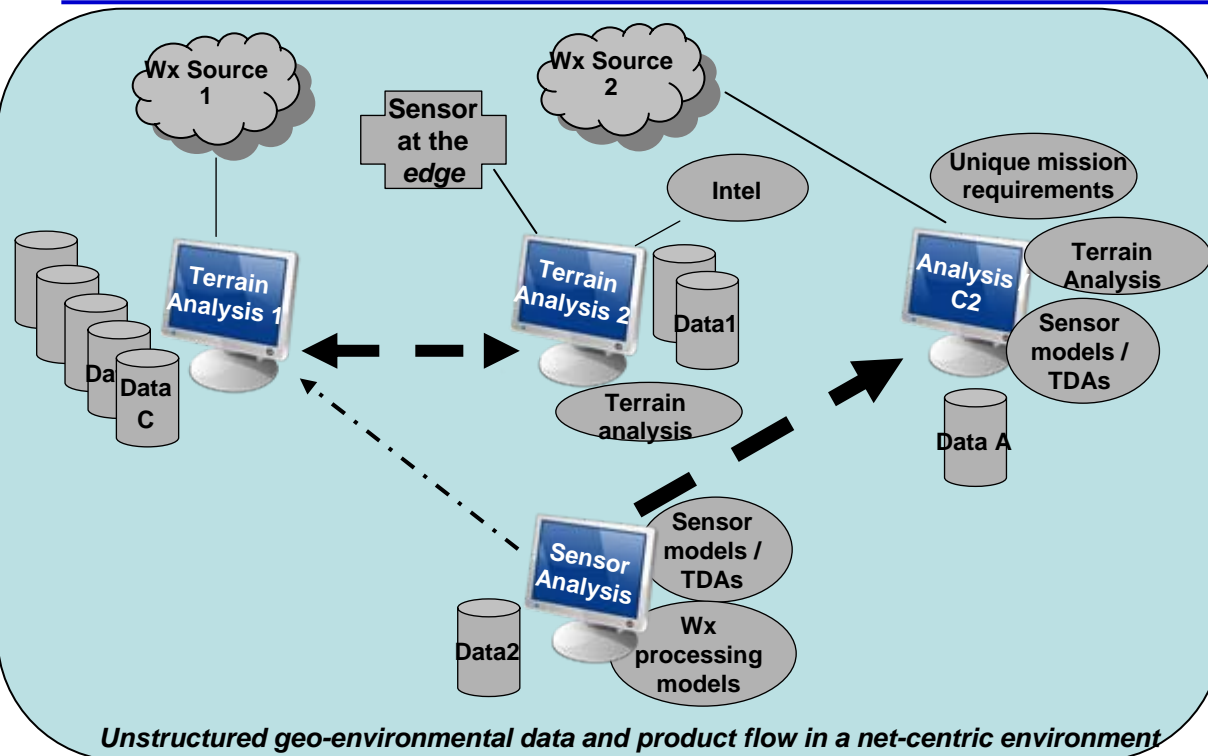 Wx Source
1
Wx Source
2
Sensor
at the
edge
Unique mission
requirements
Intel
Terrain
Analysis 1
Terrain
Analysis 2
Analysis
C2
Terrain
Analysis
Data1
Sensor
models /
TDAs
Data
C
Terrain
analysis
Data A
Sensor
Analysis
Sensor
models /
TDAs
Data2
Wx
processing
models
Unstructured geo-environmental data and product flow in a net-centric environment